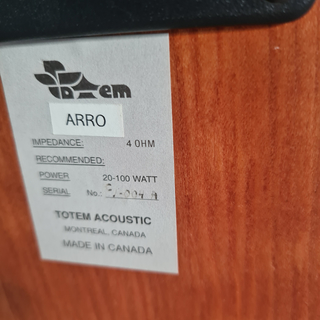 Totem
ARRO
IMPEDANCE: 4 OHM
RECOMMENDED:
POWER 20-100 WATT
SERIAL No.:
TOTEM ACOUSTIC
MONTREAL, CANADA
MADE IN CANADA